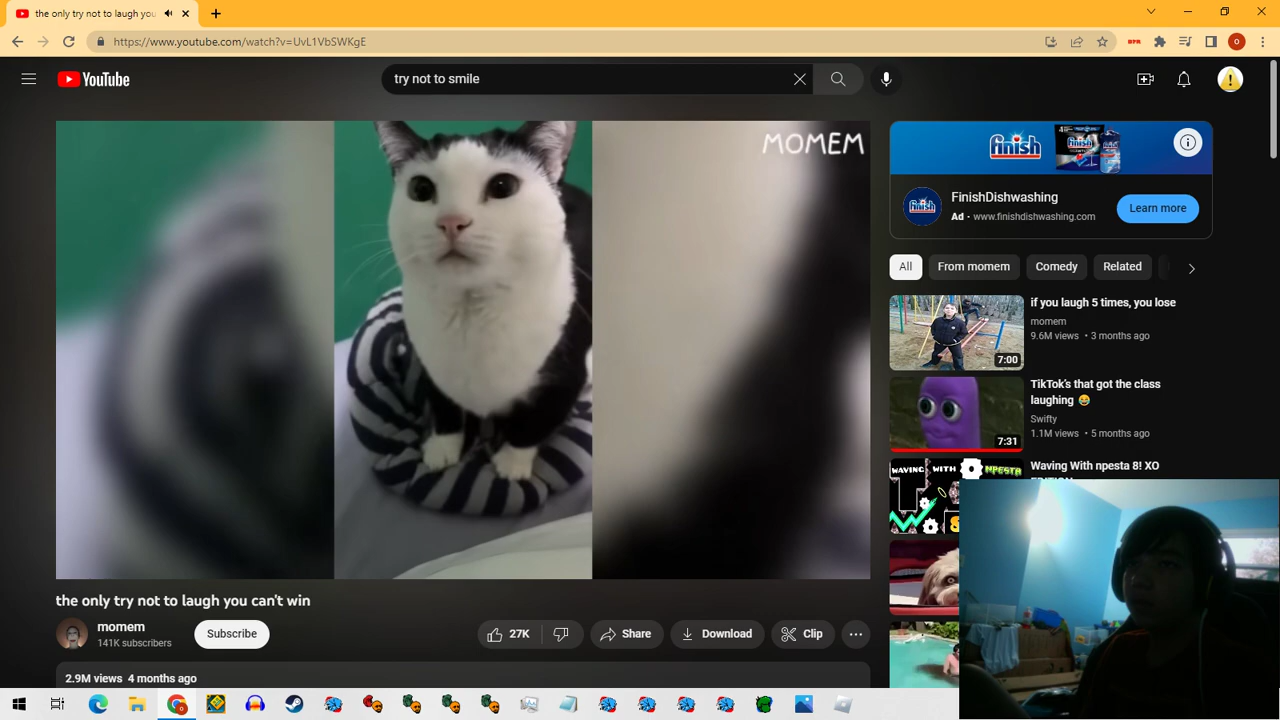 the only try not to laugh you
https://www.youtube.com/watch?v=UvL1VbSWKgE
YouTube
try not to smile
MOMEM
finish
finish
FinishDishwashing
Ad • www.finishdishwashing.com
Learn more
All
From momem
Comedy
Related
if you laugh 5 times, you lose
momem
9.6M views • 3 months ago
7:00
TikTok's that got the class
laughing 😂
Swifty
1.1M views • 5 months ago
7:31
WAVING WITH NPESTA
Waving With npesta 8! XO
the only try not to laugh you can't win
momem
141K subscribers
Subscribe
27K
Share
Download
Clip
2.9M views 4 months ago